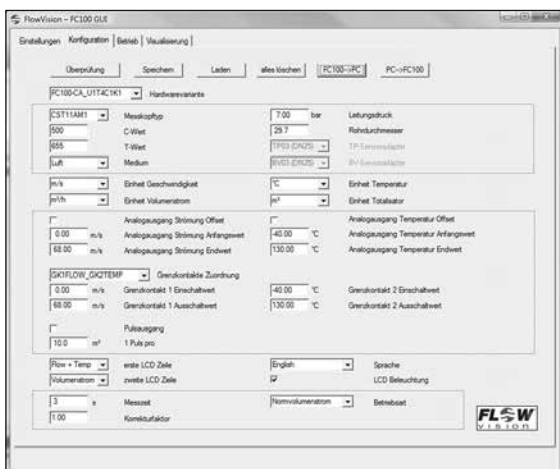 FlowVision - FC100 GUI
Einstellungen Konfiguration Betrieb Visualisierung
Überprüfung Speichern Laden alles löschen FC100->PC PC->FC100
FC100-CA_U1T4C1K1 Hardwarevariante
CST11AM1 Messkopftyp 7.00 bar Leitungsdruck
500 C-Wert 29.7 Rohrdurchmesser
655 T-Wert TP03 (DN25) TP-Sensoradapter
Luft Medium BV03 (DN25) BV-Sensoradapter
m/s Einheit Geschwindigkeit °C Einheit Temperatur
m³/h Einheit Volumenstrom m³ Einheit Totalisator
Analogausgang Strömung Offset Analogausgang Temperatur Offset
0.00 m/s Analogausgang Strömung Anfangswert -40.00 °C Analogausgang Temperatur Anfangswert
68.00 m/s Analogausgang Strömung Endwert 130.00 °C Analogausgang Temperatur Endwert
GK1FLOW_GK2TEMP Grenzkontakte Zuordnung
0.00 m/s Grenzkontakt 1 Einschaltwert -40.00 °C Grenzkontakt 2 Einschaltwert
68.00 m/s Grenzkontakt 1 Ausschaltwert 130.00 °C Grenzkontakt 2 Ausschaltwert
Pulsausgang
10.0 m³ 1 Puls pro
Flow + Temp erste LCD Zeile English Sprache
Volumenstrom zweite LCD Zeile LCD Beleuchtung
3 s Messzeit Normvolumenstrom Betriebsart
1.00 Korrekturfaktor
FLOW
VISION